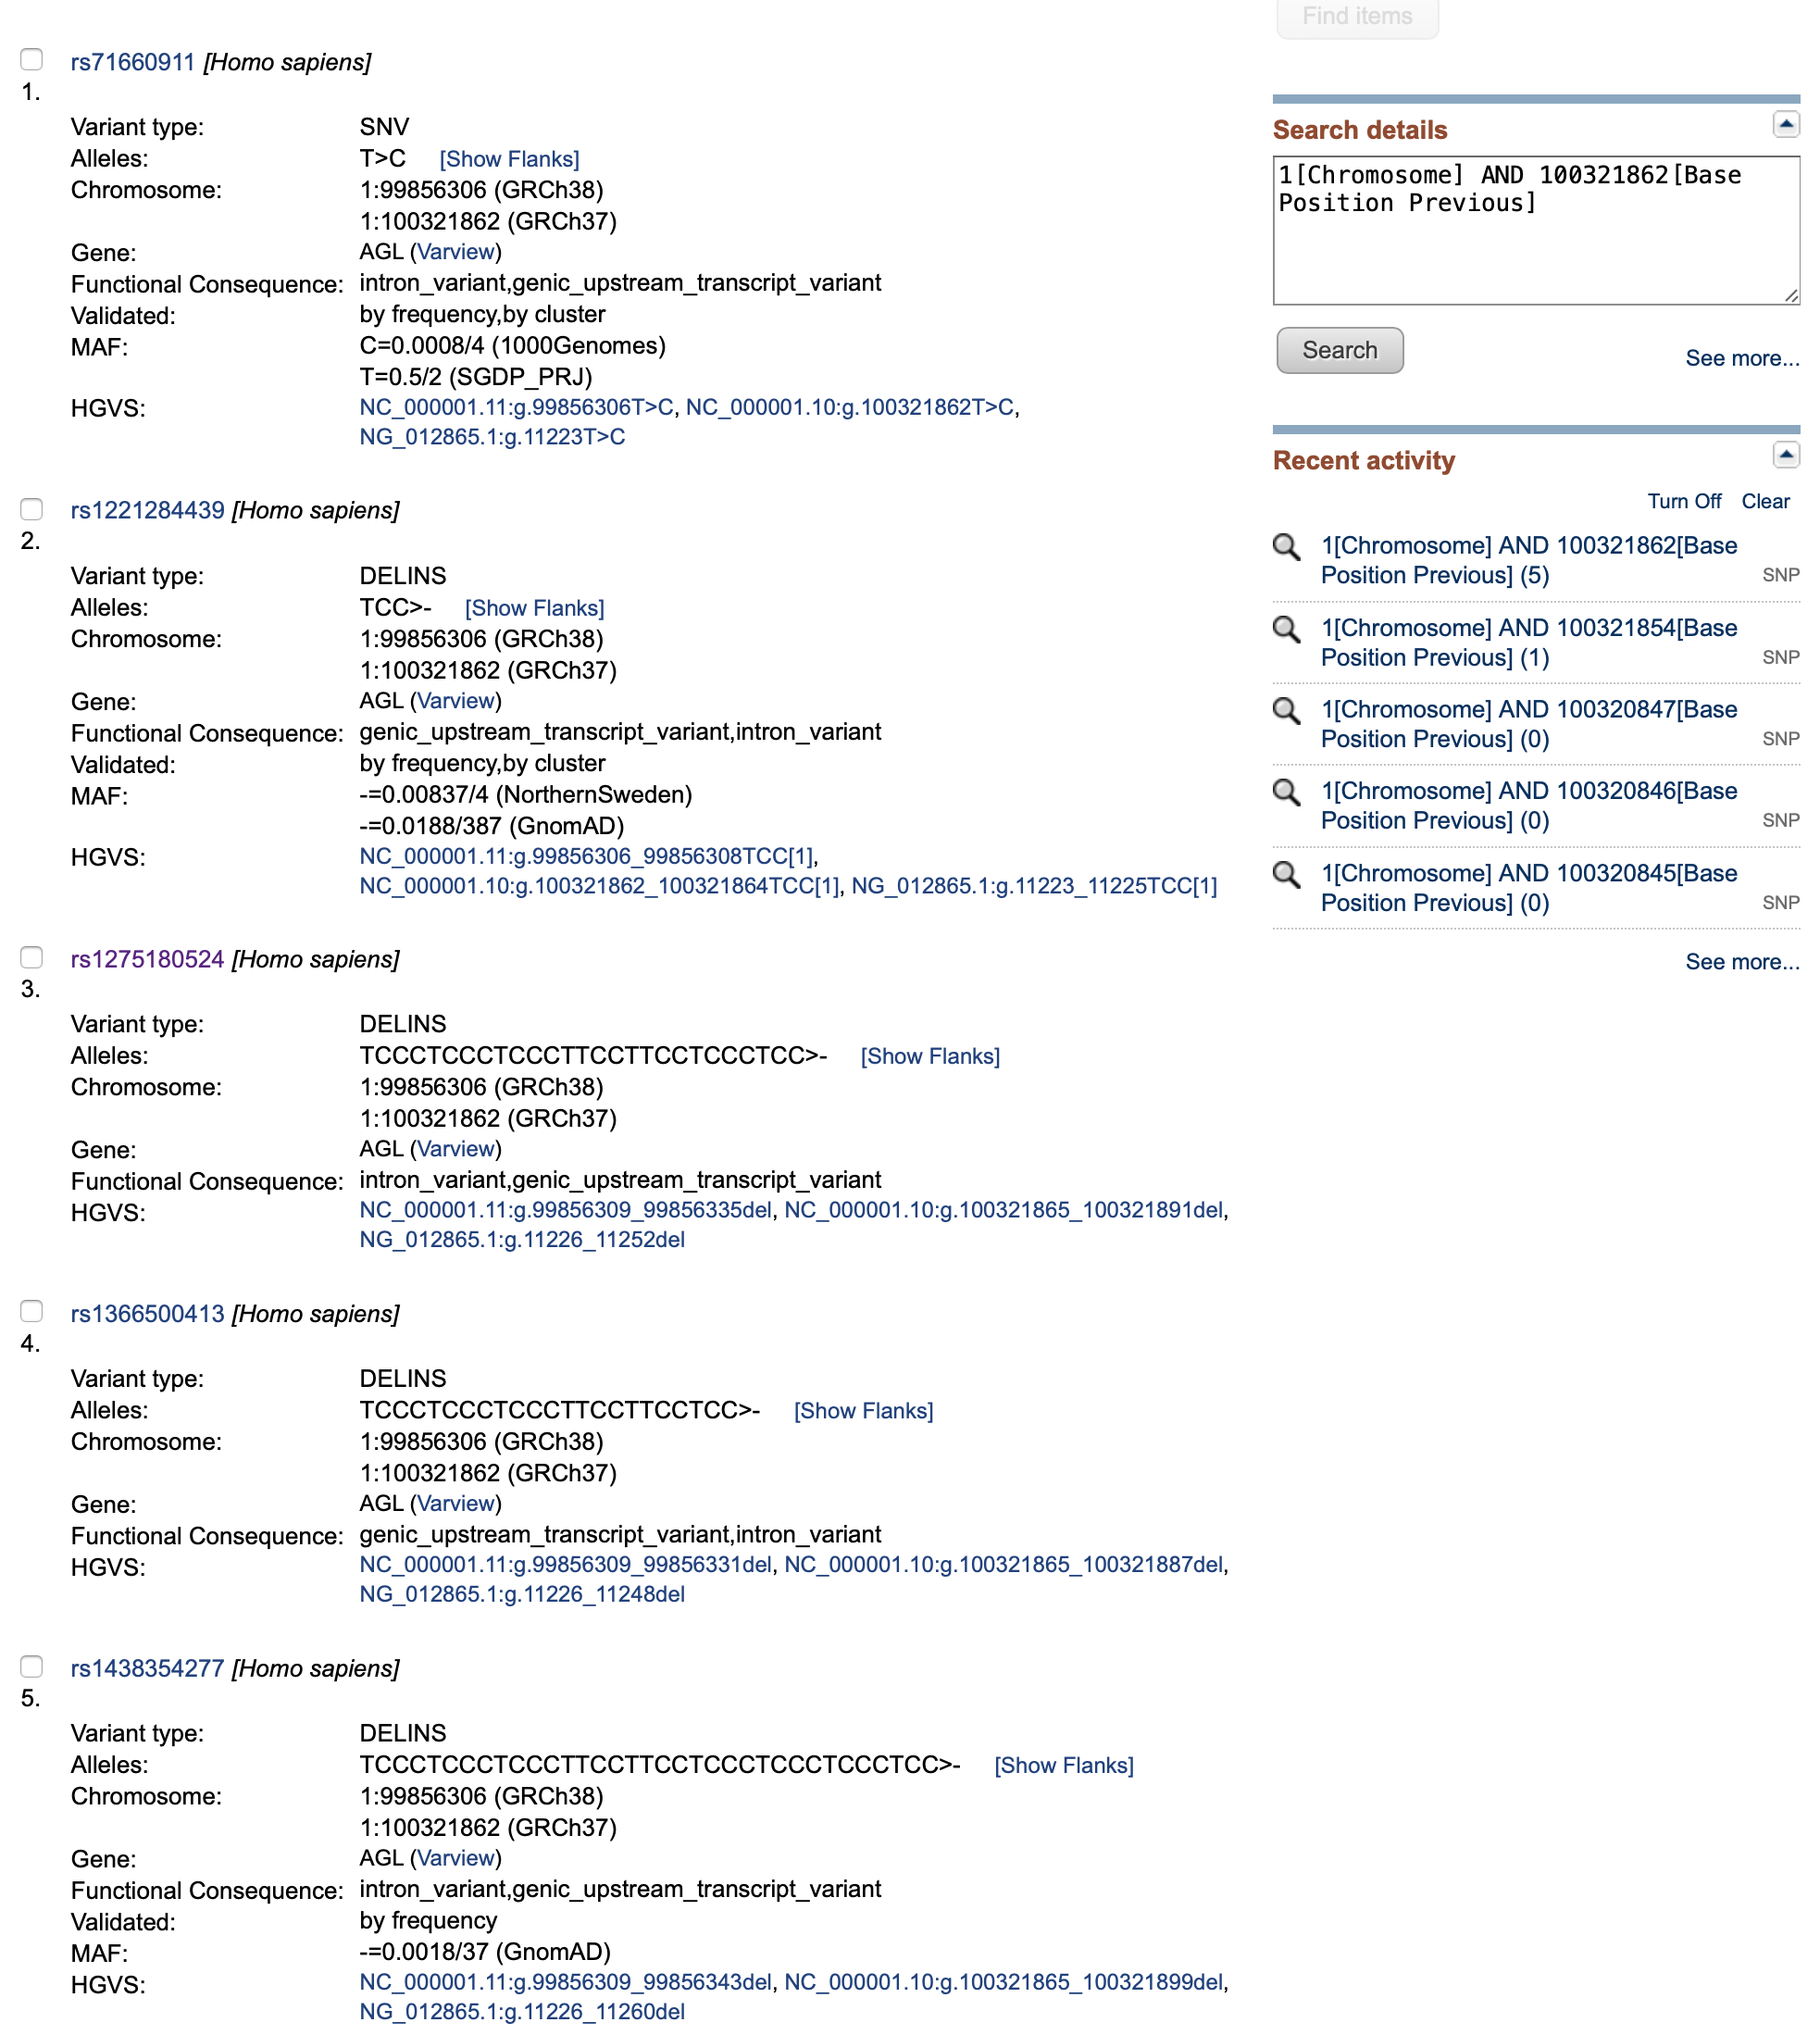 Find items
rs71660911 [Homo sapiens]
1.
Variant type: SNV
Alleles: T>C [Show Flanks]
Chromosome: 1:99856306 (GRCh38)
1:100321862 (GRCh37)
Gene: AGL (Varview)
Functional Consequence: intron_variant,genic_upstream_transcript_variant
Validated: by frequency,by cluster
MAF: C=0.0008/4 (1000Genomes)
T=0.5/2 (SGDP_PRJ)
HGVS: NC_000001.11:g.99856306T>C, NC_000001.10:g.100321862T>C,
NG_012865.1:g.11223T>C
rs1221284439 [Homo sapiens]
2.
Variant type: DELINS
Alleles: TCC>- [Show Flanks]
Chromosome: 1:99856306 (GRCh38)
1:100321862 (GRCh37)
Gene: AGL (Varview)
Functional Consequence: genic_upstream_transcript_variant,intron_variant
Validated: by frequency,by cluster
MAF: -=0.00837/4 (NorthernSweden)
-=0.0188/387 (GnomAD)
HGVS: NC_000001.11:g.99856306_99856308TCC[1],
NC_000001.10:g.100321862_100321864TCC[1], NG_012865.1:g.11223_11225TCC[1]
rs1275180524 [Homo sapiens]
3.
Variant type: DELINS
Alleles: TCCCTCCCTCCCTTCCTTCCTCCCTCC>- [Show Flanks]
Chromosome: 1:99856306 (GRCh38)
1:100321862 (GRCh37)
Gene: AGL (Varview)
Functional Consequence: intron_variant,genic_upstream_transcript_variant
HGVS: NC_000001.11:g.99856309_99856335del, NC_000001.10:g.100321865_100321891del,
NG_012865.1:g.11226_11252del
rs1366500413 [Homo sapiens]
4.
Variant type: DELINS
Alleles: TCCCTCCCTCCCTTCCTTCCTCC>- [Show Flanks]
Chromosome: 1:99856306 (GRCh38)
1:100321862 (GRCh37)
Gene: AGL (Varview)
Functional Consequence: genic_upstream_transcript_variant,intron_variant
HGVS: NC_000001.11:g.99856309_99856331del, NC_000001.10:g.100321865_100321887del,
NG_012865.1:g.11226_11248del
rs1438354277 [Homo sapiens]
5.
Variant type: DELINS
Alleles: TCCCTCCCTCCCTTCCTTCCTCCCTCCCTCCCTCC>- [Show Flanks]
Chromosome: 1:99856306 (GRCh38)
1:100321862 (GRCh37)
Gene: AGL (Varview)
Functional Consequence: intron_variant,genic_upstream_transcript_variant
Validated: by frequency
MAF: -=0.0018/37 (GnomAD)
HGVS: NC_000001.11:g.99856309_99856343del, NC_000001.10:g.100321865_100321899del,
NG_012865.1:g.11226_11260del
Search details
1[Chromosome] AND 100321862[Base
Position Previous]
Search
See more...
Recent activity
Turn Off Clear
1[Chromosome] AND 100321862[Base
Position Previous] (5) SNP
1[Chromosome] AND 100321854[Base
Position Previous] (1) SNP
1[Chromosome] AND 100320847[Base
Position Previous] (0) SNP
1[Chromosome] AND 100320846[Base
Position Previous] (0) SNP
1[Chromosome] AND 100320845[Base
Position Previous] (0) SNP
See more...